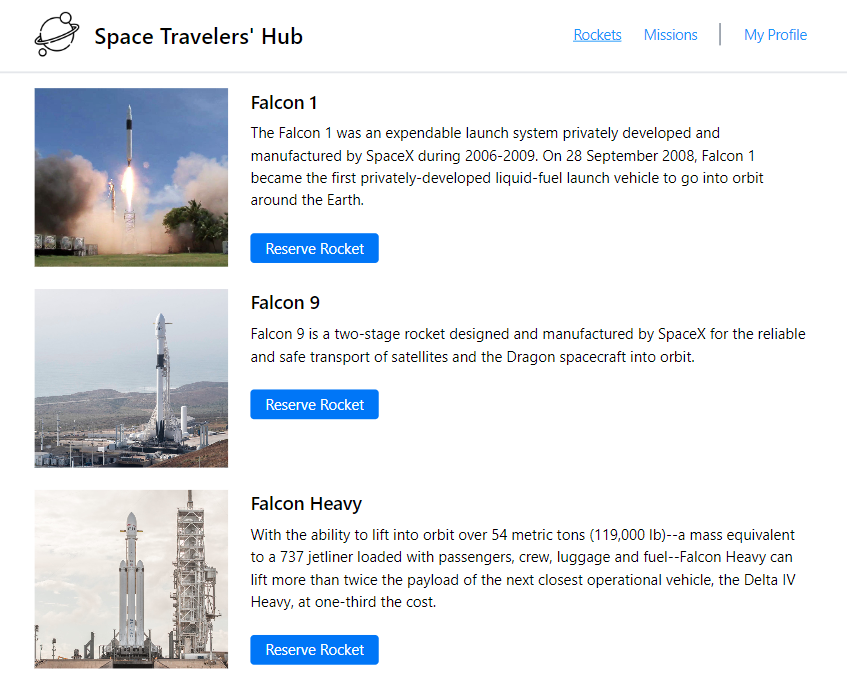 Space Travelers' Hub
Rockets Missions My Profile
Falcon 1
The Falcon 1 was an expendable launch system privately developed and
manufactured by SpaceX during 2006-2009. On 28 September 2008, Falcon 1
became the first privately-developed liquid-fuel launch vehicle to go into orbit
around the Earth.
Reserve Rocket
Falcon 9
Falcon 9 is a two-stage rocket designed and manufactured by SpaceX for the reliable
and safe transport of satellites and the Dragon spacecraft into orbit.
Reserve Rocket
Falcon Heavy
With the ability to lift into orbit over 54 metric tons (119,000 lb)--a mass equivalent
to a 737 jetliner loaded with passengers, crew, luggage and fuel--Falcon Heavy can
lift more than twice the payload of the next closest operational vehicle, the Delta IV
Heavy, at one-third the cost.
Reserve Rocket